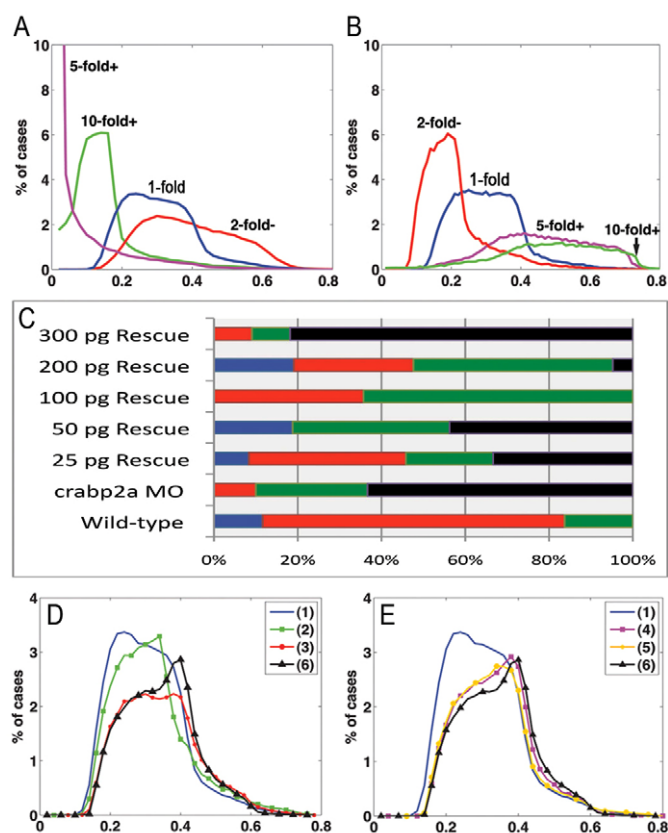 A
% of cases
10
8
6
4
2
0
0
0.2
0.4
0.6
0.8
5-fold+
10-fold+
1-fold
2-fold-
B
% of cases
10
8
6
4
2
0
0
0.2
0.4
0.6
0.8
2-fold-
1-fold
5-fold+
10-fold+
C
300 pg Rescue
200 pg Rescue
100 pg Rescue
50 pg Rescue
25 pg Rescue
crabp2a MO
Wild-type
0% 20% 40% 60% 80% 100%
D
% of cases
4
3
2
1
0
0
0.2
0.4
0.6
0.8
(1)
(2)
(3)
(6)
E
% of cases
4
3
2
1
0
0
0.2
0.4
0.6
0.8
(1)
(4)
(5)
(6)